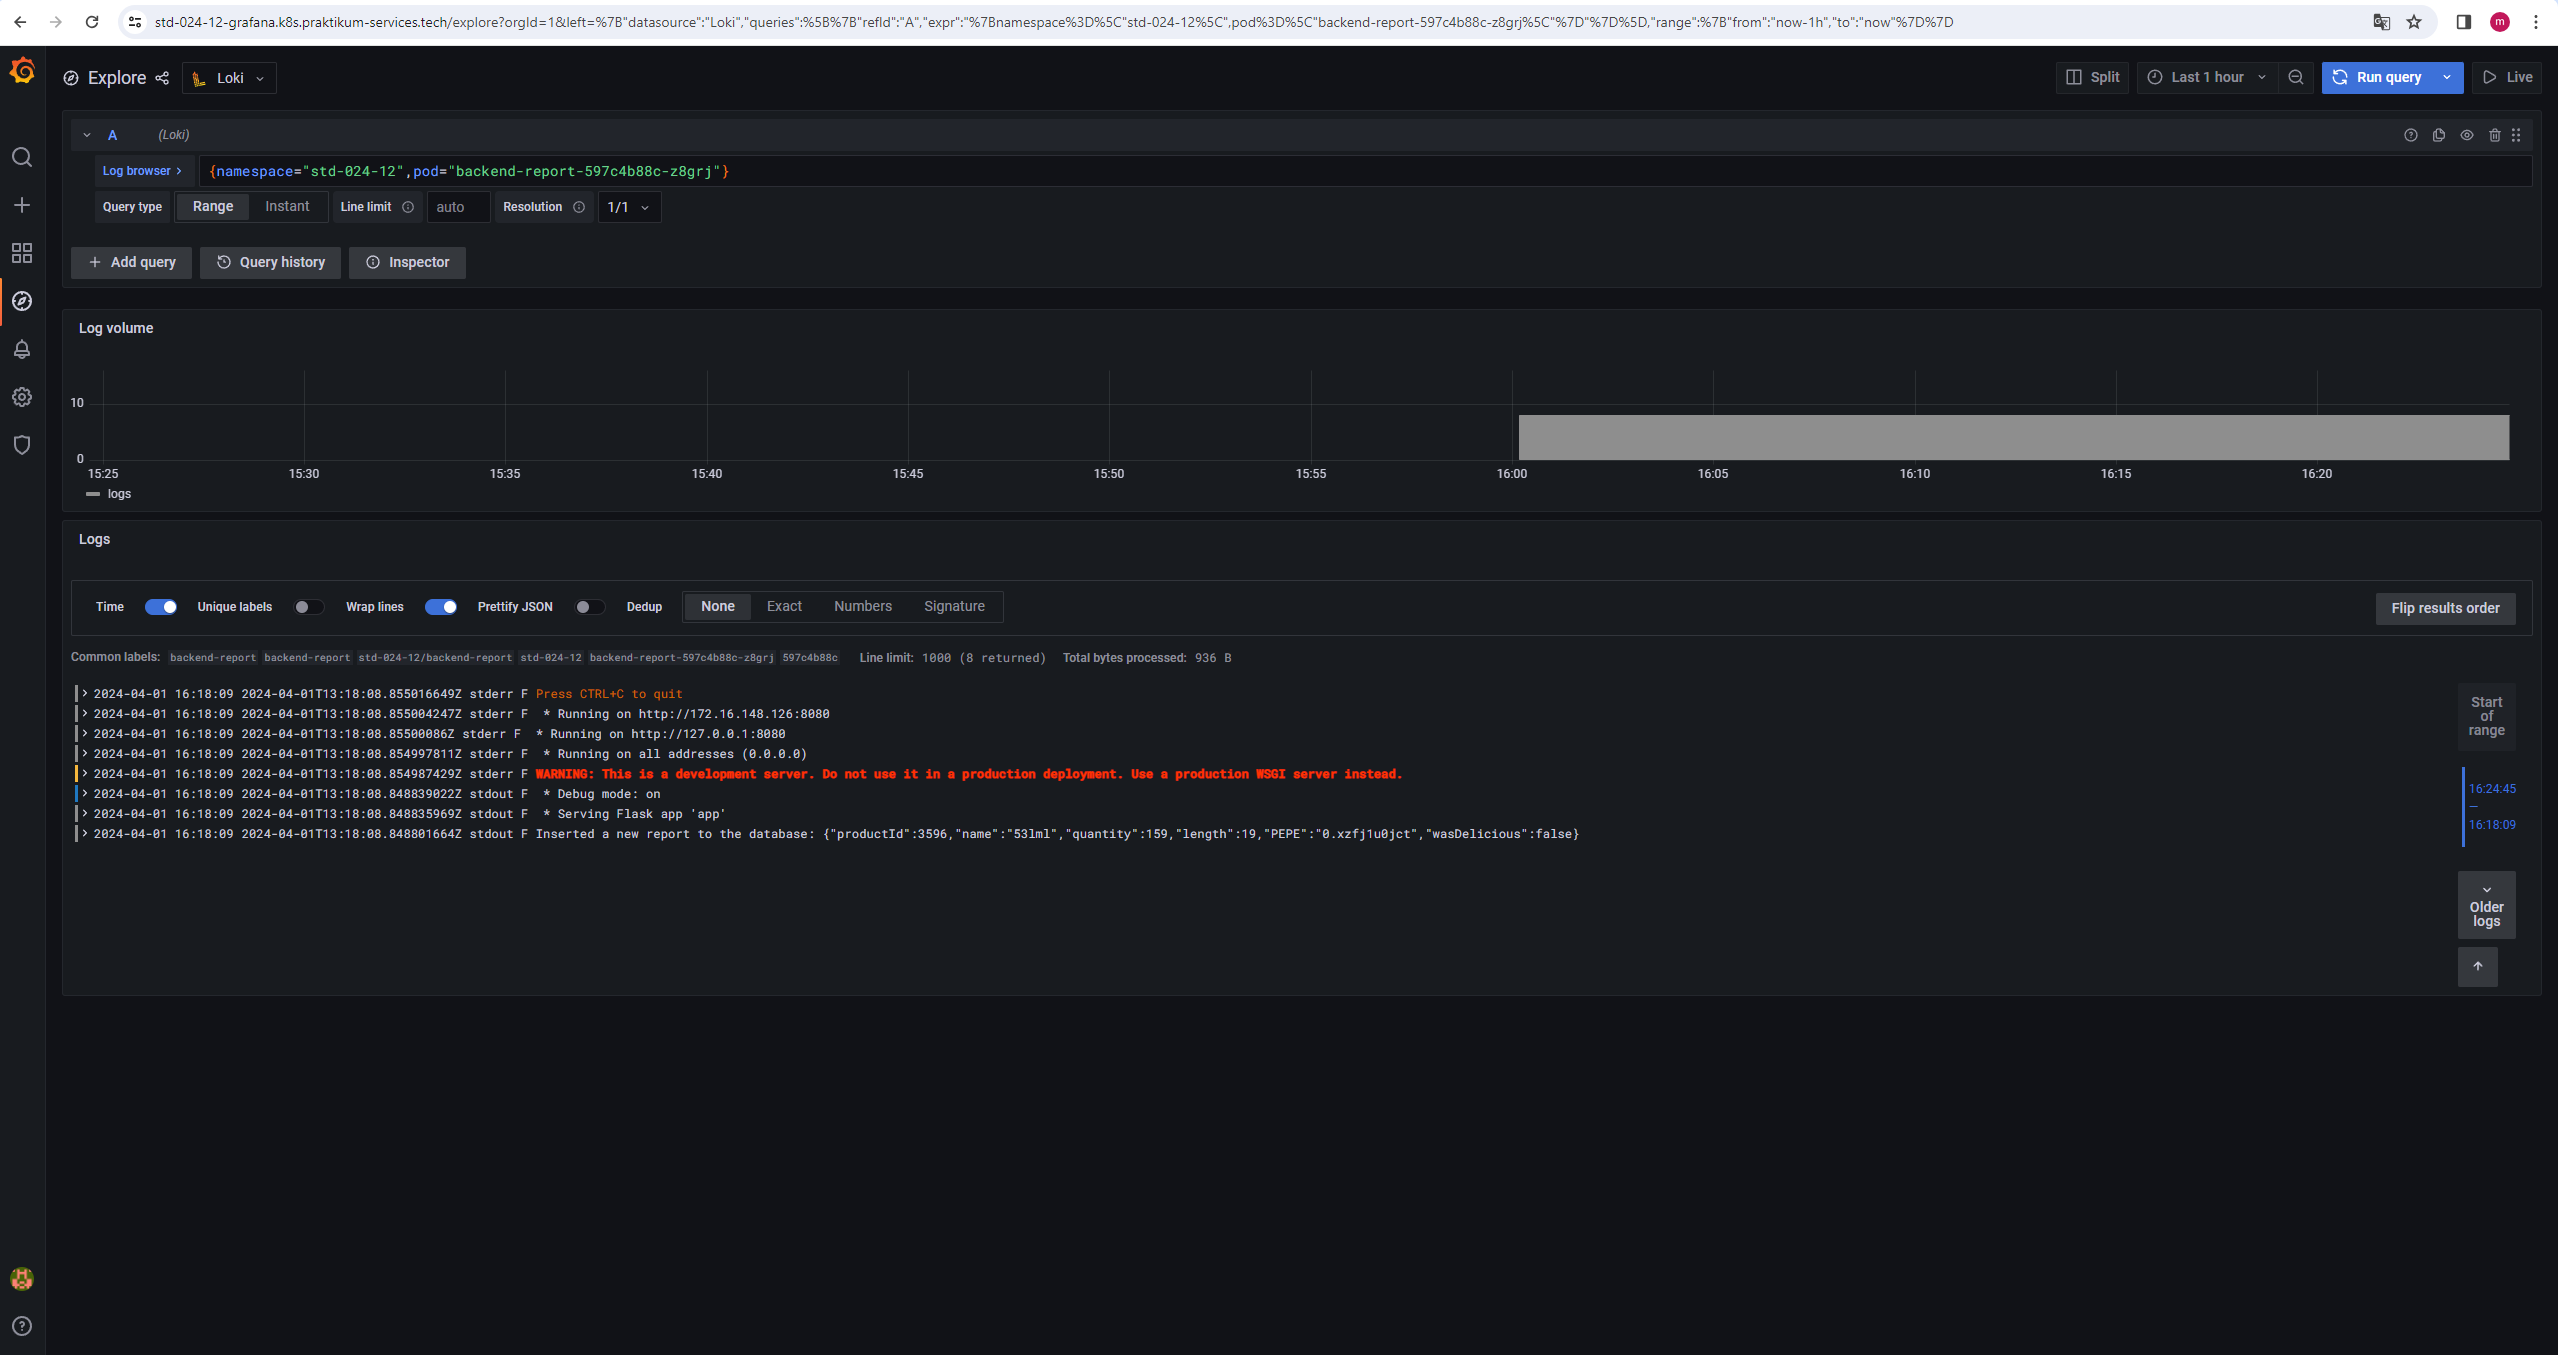 std-024-12-grafana.k8s.praktikum-services.tech/explore?orgId=1&left=%7B"datasource":"Loki","queries":%5B%7B"refId":"A","expr":"%7Bnamespace%3D%5C"std-024-12%5C",pod%3D%5C"backend-report-597c4b88c-z8grj%5C"%7D"%7D%5D,"range":%7B"from":"now-1h","to":"now"%7D%7D
m
Explore Loki Split Last 1 hour Run query Live
A (Loki)
Log browser > {namespace="std-024-12",pod="backend-report-597c4b88c-z8grj"}
Query type Range Instant Line limit auto Resolution 1/1
+ Add query Query history Inspector
Log volume
10
0
15:25 15:30 15:35 15:40 15:45 15:50 15:55 16:00 16:05 16:10 16:15 16:20
logs
Logs
Time Unique labels Wrap lines Prettify JSON Dedup None Exact Numbers Signature Flip results order
Common labels: backend-report backend-report std-024-12/backend-report std-024-12 backend-report-597c4b88c-z8grj 597c4b88c Line limit: 1000 (8 returned) Total bytes processed: 936 B
> 2024-04-01 16:18:09 2024-04-01T13:18:08.855016649Z stderr F Press CTRL+C to quit
> 2024-04-01 16:18:09 2024-04-01T13:18:08.855004247Z stderr F * Running on http://172.16.148.126:8080
> 2024-04-01 16:18:09 2024-04-01T13:18:08.85500086Z stderr F * Running on http://127.0.0.1:8080
> 2024-04-01 16:18:09 2024-04-01T13:18:08.854997811Z stderr F * Running on all addresses (0.0.0.0)
> 2024-04-01 16:18:09 2024-04-01T13:18:08.854987429Z stderr F WARNING: This is a development server. Do not use it in a production deployment. Use a production WSGI server instead.
> 2024-04-01 16:18:09 2024-04-01T13:18:08.848839022Z stdout F * Debug mode: on
> 2024-04-01 16:18:09 2024-04-01T13:18:08.848835969Z stdout F * Serving Flask app 'app'
> 2024-04-01 16:18:09 2024-04-01T13:18:08.848801664Z stdout F Inserted a new report to the database: {"productId":3596,"name":"53lml","quantity":159,"length":19,"PEPE":"0.xzfj1u0jct","wasDelicious":false}
Start
of
range
16:24:45
—
16:18:09
Older
logs